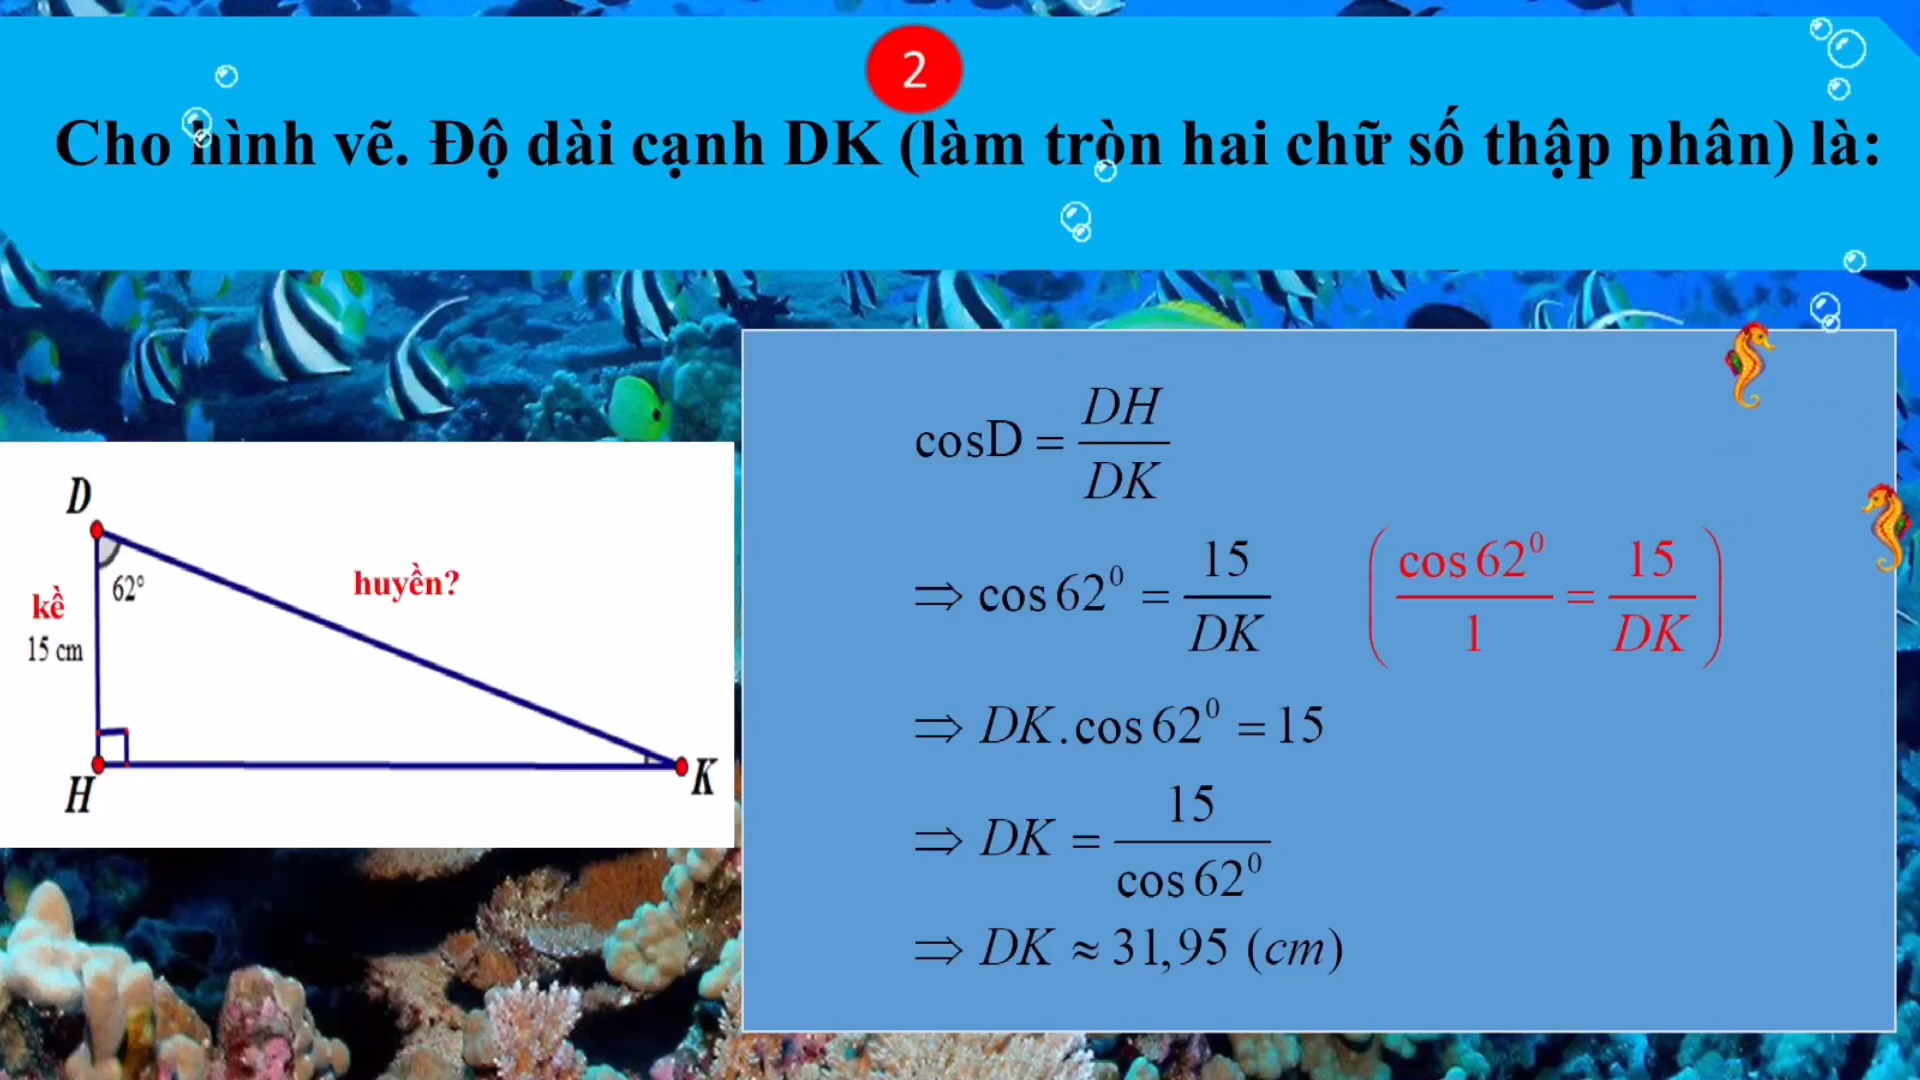 2
Cho hình vẽ. Độ dài cạnh DK (làm tròn hai chữ số thập phân) là:
D
62°
kề
15 cm
huyền?
H
K
cosD = DH/DK
⇒ cos 62⁰ = 15/DK (cos 62⁰/1 = 15/DK)
⇒ DK.cos 62⁰ = 15
⇒ DK = 15/cos 62⁰
⇒ DK ≈ 31,95 (cm)